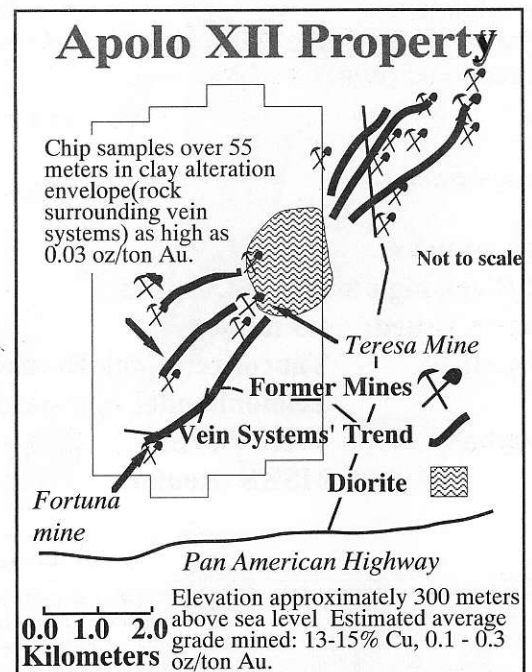 Apolo XII Property
Chip samples over 55
meters in clay alteration
envelope(rock
surrounding vein
systems) as high as
0.03 oz/ton Au.
Not to scale
Teresa Mine
Former Mines
Vein Systems' Trend
Diorite
Fortuna
mine
Pan American Highway
0.0 1.0 2.0
Kilometers
Elevation approximately 300 meters
above sea level Estimated average
grade mined: 13-15% Cu, 0.1 - 0.3
oz/ton Au.